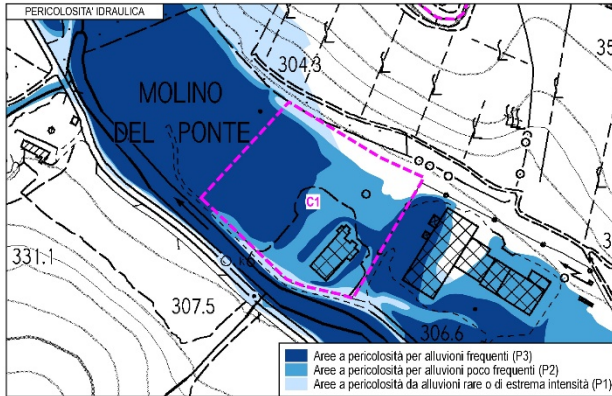 PERICOLOSITA' IDRAULICA
304.3
35
MOLINO
DEL PONTE
C1
331.1
307.5
306.6
3
Aree a pericolosità per alluvioni frequenti (P3)
Aree a pericolosità per alluvioni poco frequenti (P2)
Aree a pericolosità da alluvioni rare o di estrema intensità (P1)